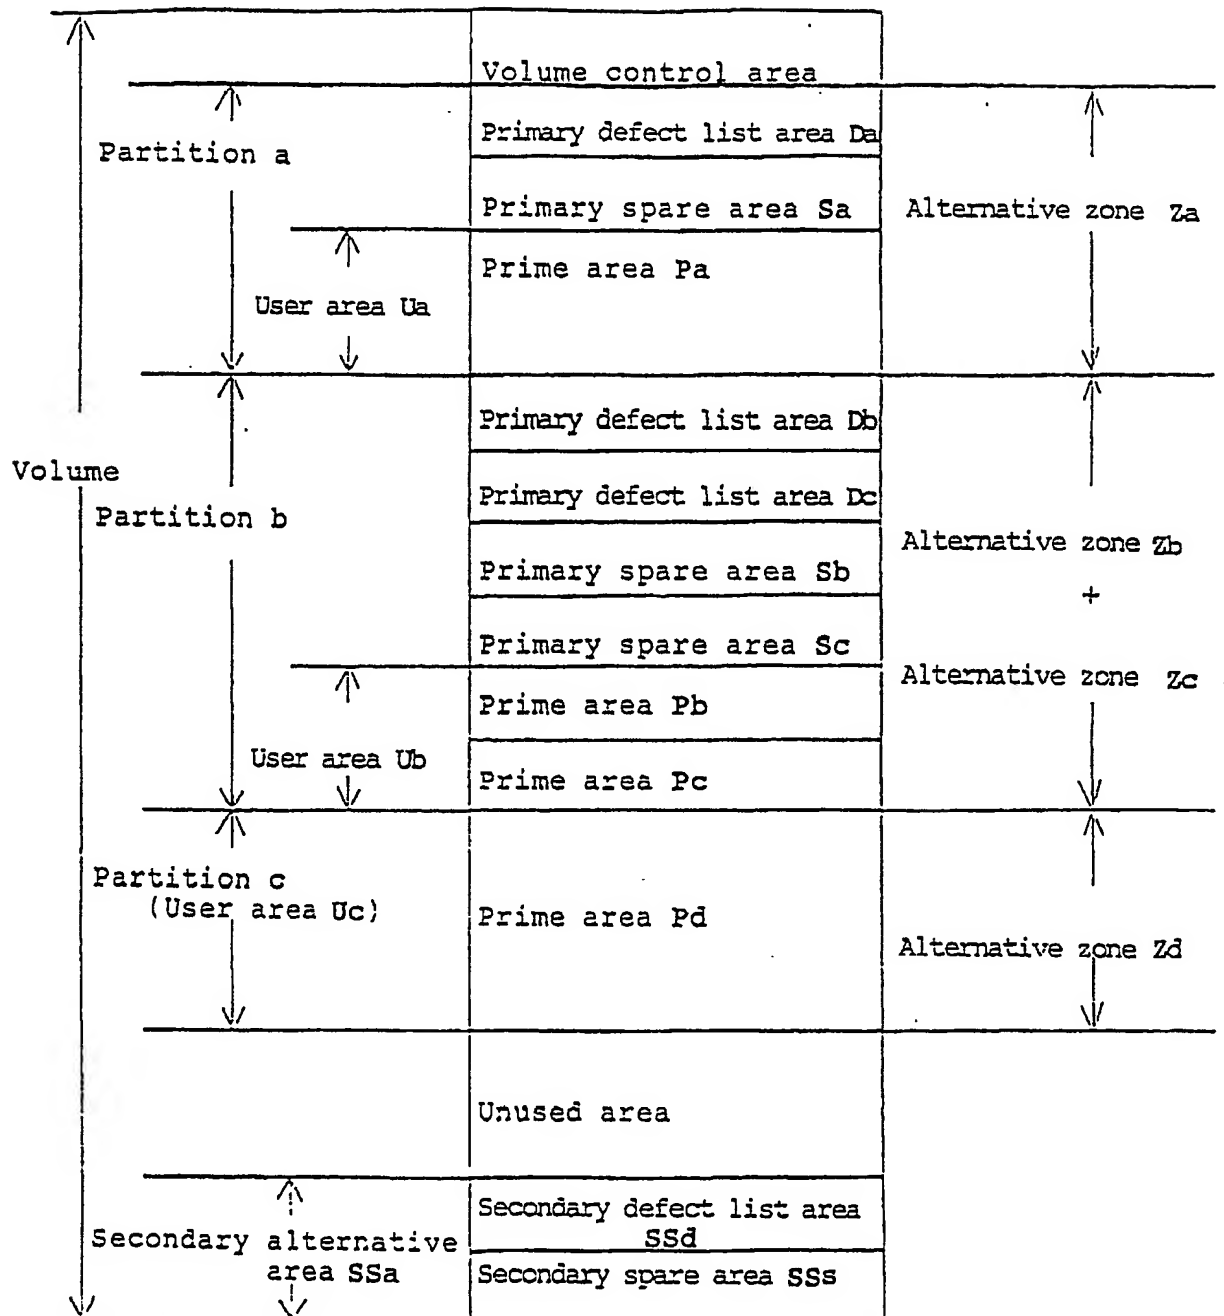 Volume control area
Primary defect list area Da
Partition a
Primary spare area Sa
Alternative zone Za
Prime area Pa
User area Ua
Primary defect list area Db
Volume
Primary defect list area Dc
Partition b
Alternative zone Zb
Primary spare area Sb
+
Primary spare area Sc
Alternative zone Zc
Prime area Pb
User area Ub
Prime area Pc
Partition c
(User area Uc)
Prime area Pd
Alternative zone Zd
Unused area
Secondary defect list area
SSd
Secondary alternative
area SSa
Secondary spare area SSs